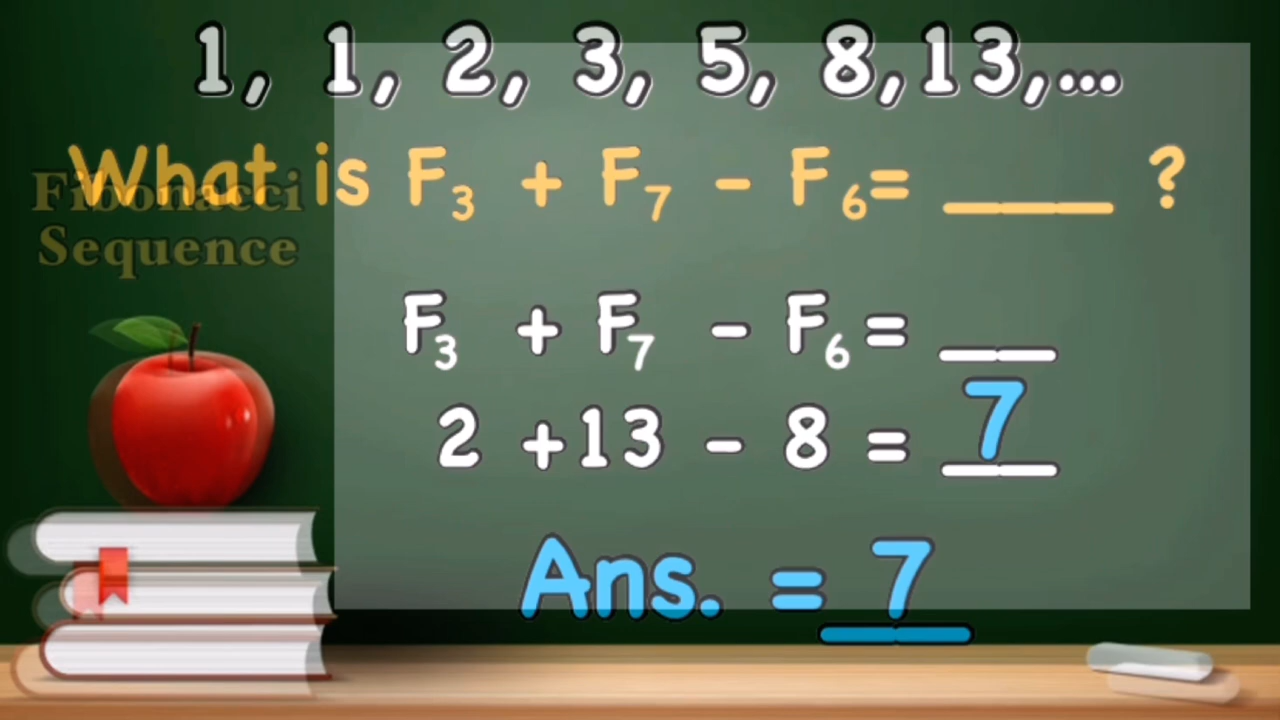 1, 1, 2, 3, 5, 8, 13, ...
What is F₃ + F₇ - F₆= ___ ?
Fibonacci
Sequence
F₃ + F₇ - F₆= __
2 +13 - 8 = 7
Ans. = 7